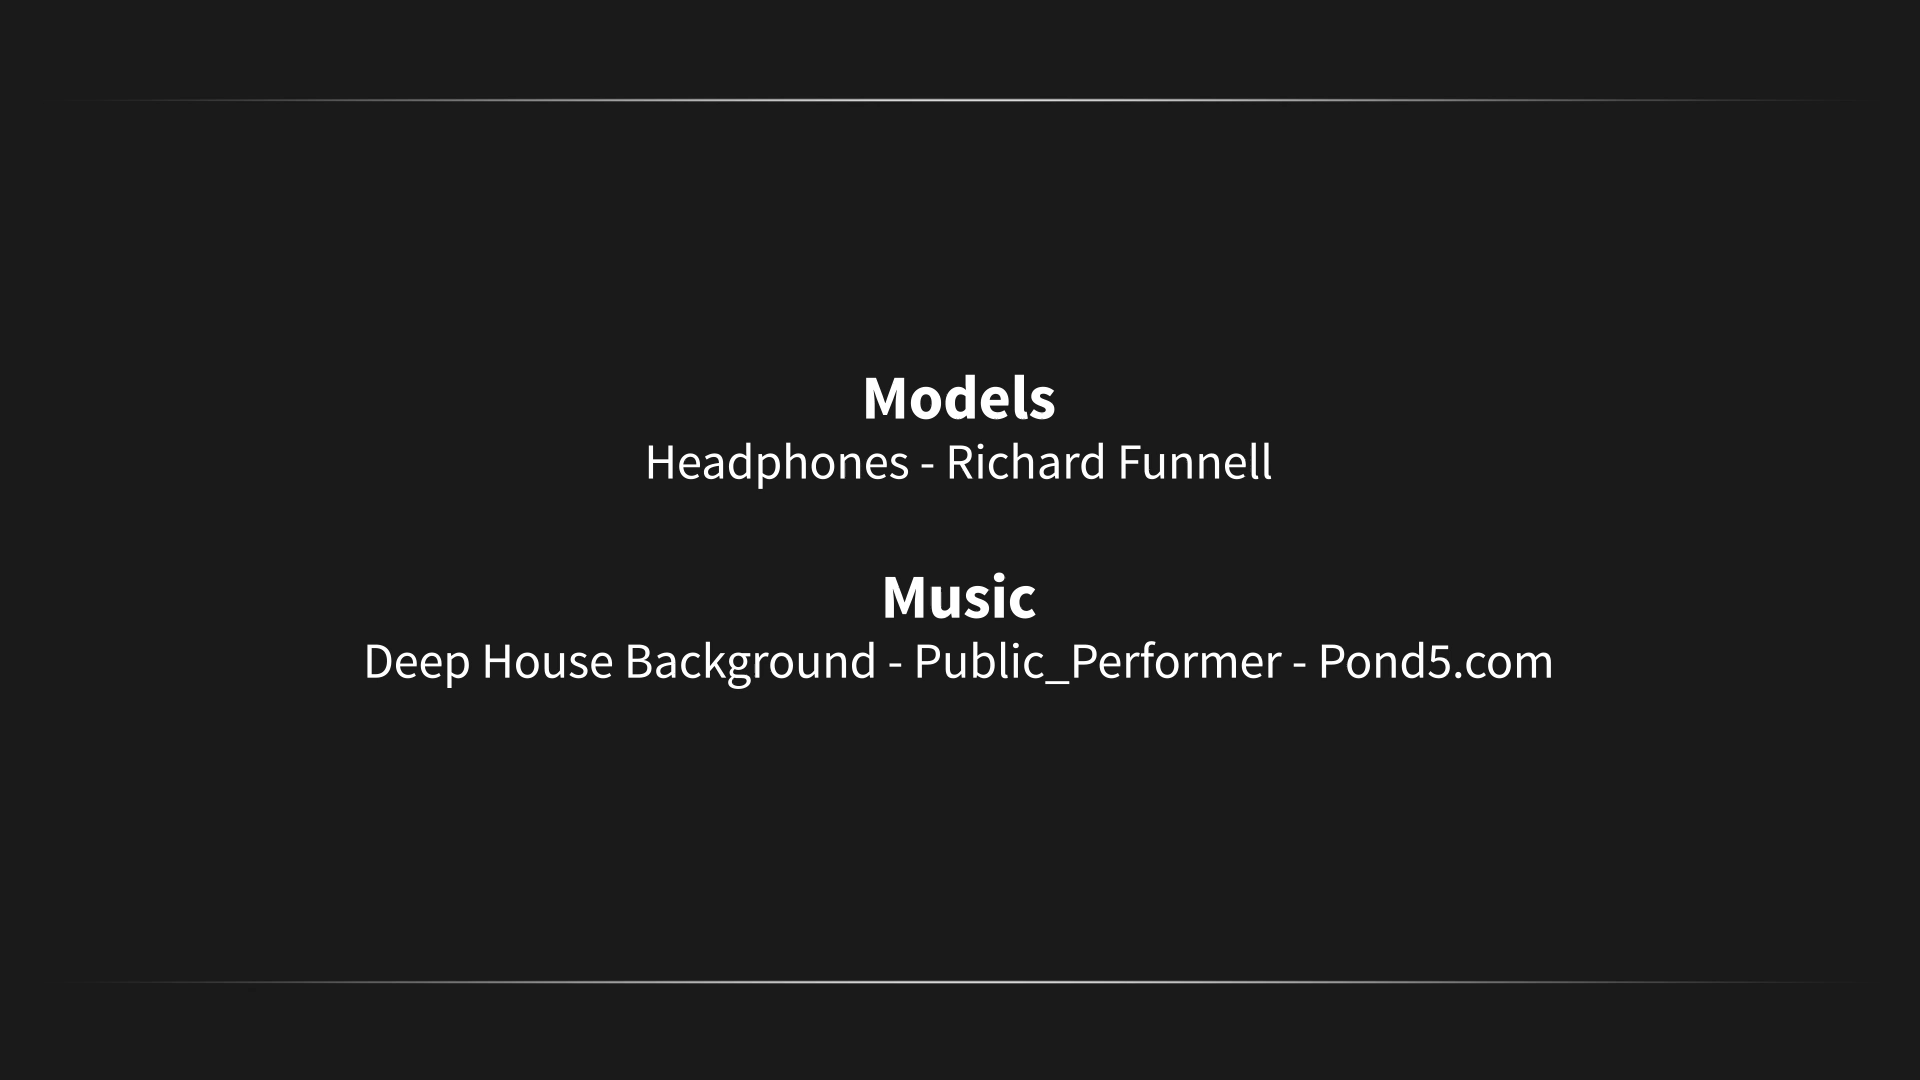 Models
Headphones - Richard Funnell
Music
Deep House Background - Public_Performer - Pond5.com